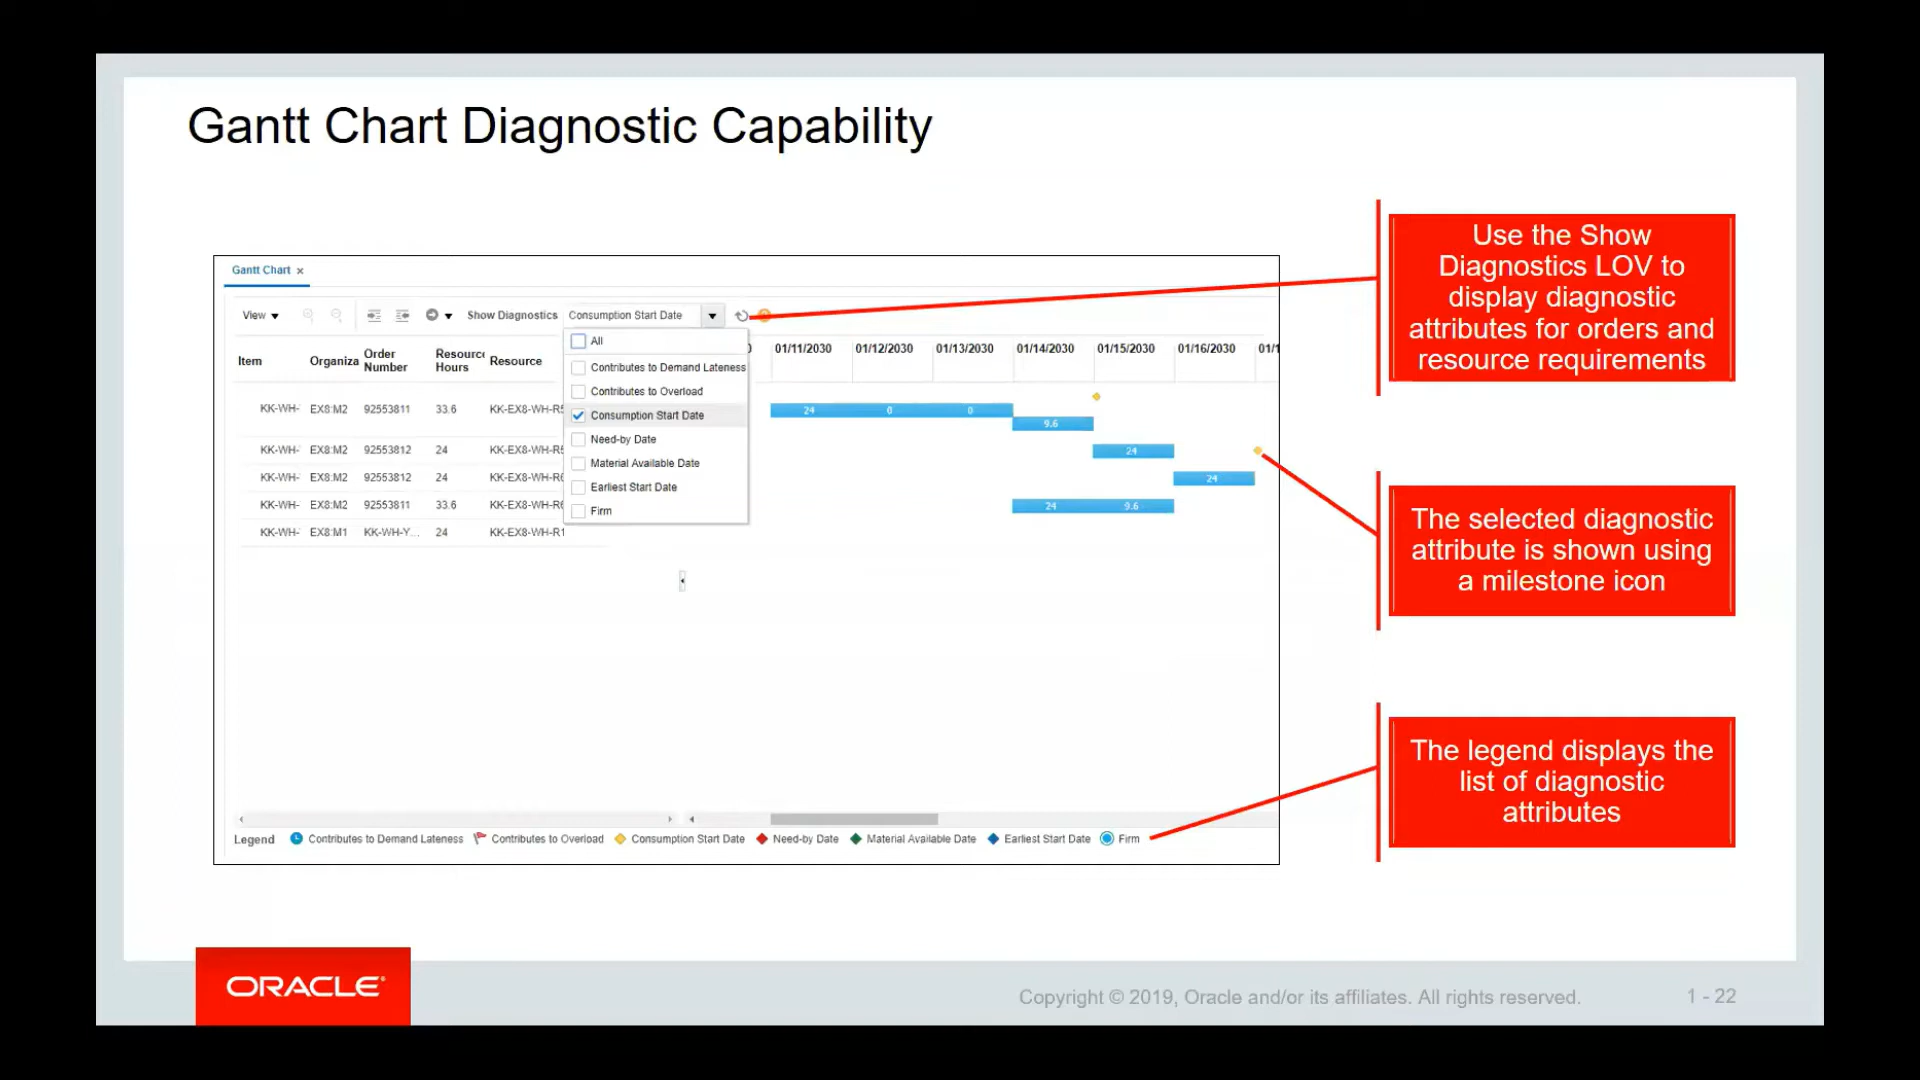 Gantt Chart Diagnostic Capability
Gantt Chart ×
View
Show Diagnostics
Consumption Start Date
Item
Organiza
Order Number
Resource Hours
Resource
01/11/2030 01/12/2030 01/13/2030 01/14/2030 01/15/2030 01/16/2030 01/1
All
Contributes to Demand Lateness
Contributes to Overload
Consumption Start Date
Need-by Date
Material Available Date
Earliest Start Date
Firm
KK-WH- EX8:M2 92553811 33.6 24 0 0
9.6
KK-WH- EX8:M2 92553812 24 24
KK-WH- EX8:M2 92553812 24 24
KK-WH- EX8:M2 92553811 33.6 24 9.6
KK-WH- EX8:M1 KK-WH-Y... 24 KK-EX8-WH-R1
Legend Contributes to Demand Lateness Contributes to Overload Consumption Start Date Need-by Date Material Available Date Earliest Start Date Firm
Use the Show
Diagnostics LOV to
display diagnostic
attributes for orders and
resource requirements
The selected diagnostic
attribute is shown using
a milestone icon
The legend displays the
list of diagnostic
attributes
ORACLE
Copyright © 2019, Oracle and/or its affiliates. All rights reserved.
1 - 22